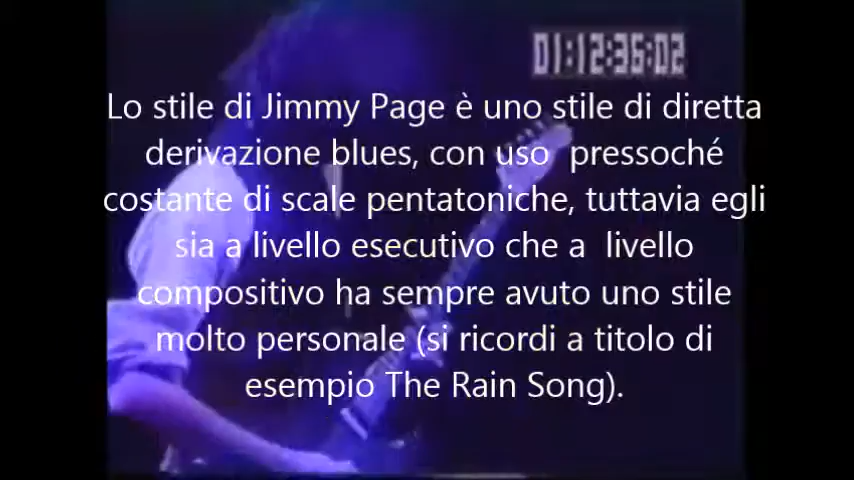 01:12:36:02
Lo stile di Jimmy Page è uno stile di diretta
derivazione blues, con uso  pressoché
costante di scale pentatoniche, tuttavia egli
sia a livello esecutivo che a  livello
compositivo ha sempre avuto uno stile
molto personale (si ricordi a titolo di
esempio The Rain Song).